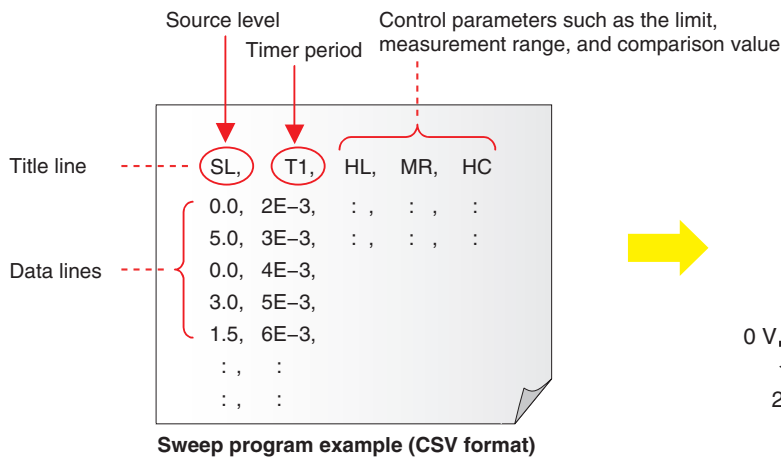 Source level
Timer period
Control parameters such as the limit,
measurement range, and comparison value
Title line
SL, T1, HL, MR, HC
0.0, 2E−3, : , : , :
5.0, 3E−3, : , : , :
Data lines
0.0, 4E−3,
3.0, 5E−3,
1.5, 6E−3,
: , :
: , :
0 V,
2
Sweep program example (CSV format)